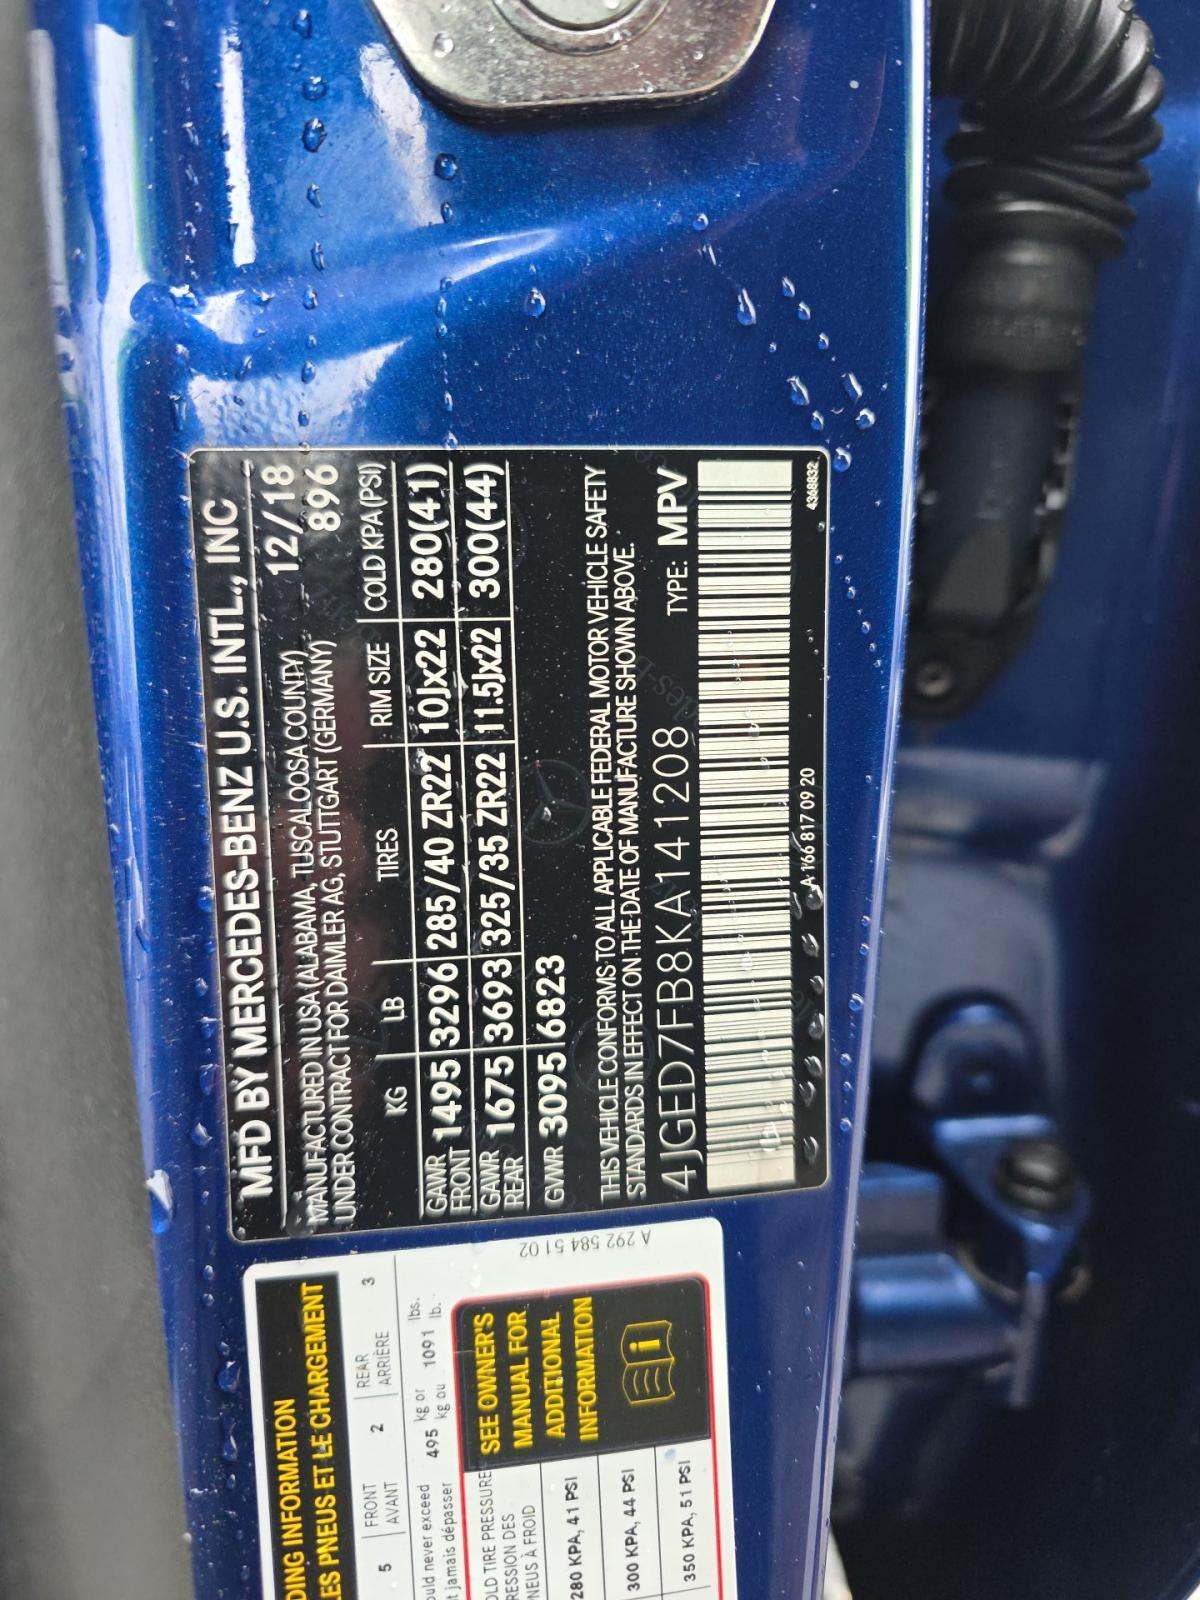 MFD BY MERCEDES-BENZ U.S. INTL., INC
MANUFACTURED IN USA (ALABAMA, TUSCALOOSA COUNTY) 12/18
UNDER CONTRACT FOR DAIMLER AG, STUTTGART (GERMANY) 896
KG LB TIRES RIM SIZE COLD KPA (PSI)
GAWR FRONT 1495 3296 285/40 ZR22 10Jx22 280(41)
GAWR REAR 1675 3693 325/35 ZR22 11.5Jx22 300(44)
GVWR 3095 6823
THIS VEHICLE CONFORMS TO ALL APPLICABLE FEDERAL MOTOR VEHICLE SAFETY
STANDARDS IN EFFECT ON THE DATE OF MANUFACTURE SHOWN ABOVE.
4JGED7FB8KA141208 TYPE: MPV
A 166 817 09 20 4368832
DING INFORMATION
LES PNEUS ET LE CHARGEMENT
5 FRONT AVANT 2 REAR ARRIÈRE 3
ould never exceed 495 kg or 1091 lbs.
it jamais dépasser kg ou lb.
OLD TIRE PRESSURE
RESSION DES
NEUS À FROID
280 KPA, 41 PSI
300 KPA, 44 PSI
350 KPA, 51 PSI
SEE OWNER'S
MANUAL FOR
ADDITIONAL
INFORMATION
A 292 584 51 02